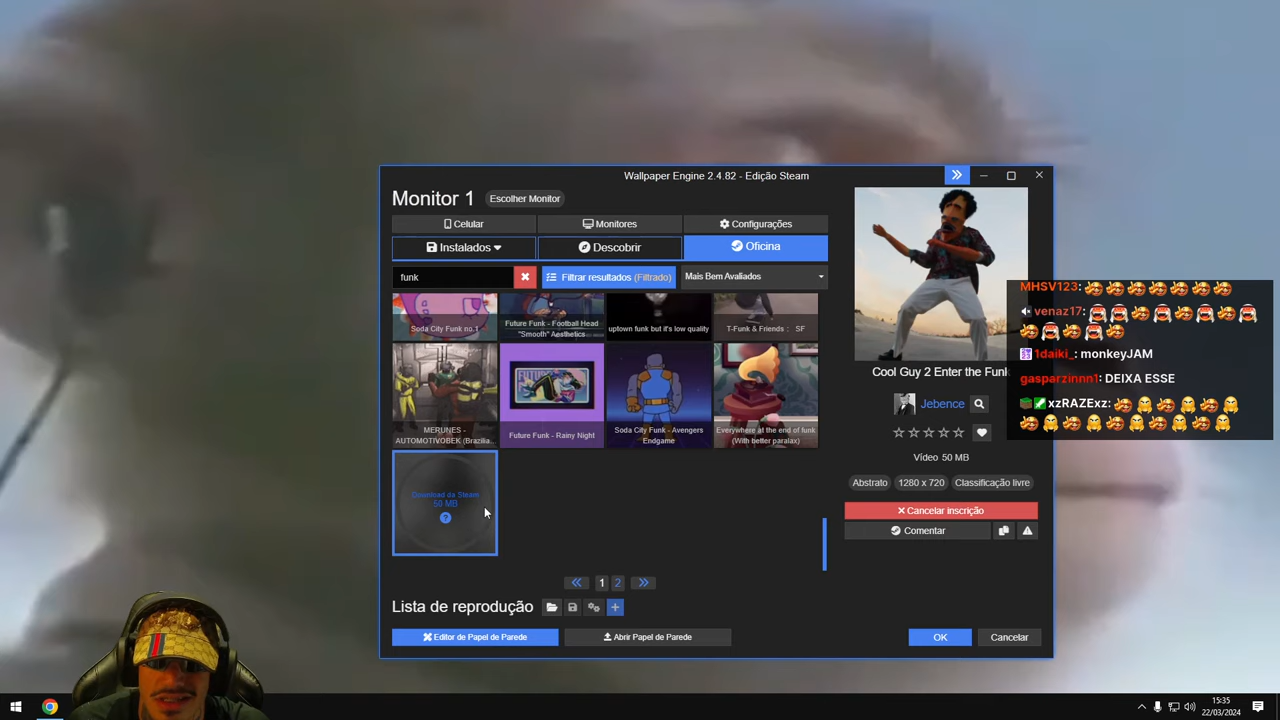 Wallpaper Engine 2.4.82 - Edição Steam
Monitor 1
Escolher Monitor
Celular
Monitores
Configurações
Instalados
Descobrir
Oficina
funk
Filtrar resultados (Filtrado)
Mais Bem Avaliados
Soda City Funk no.1
Future Funk - Football Head
"Smooth" Aesthetics
uptown funk but it's low quality
T-Funk & Friends： SF
MERUNES -
AUTOMOTIVOBEK (Brazilia...
Future Funk - Rainy Night
Soda City Funk - Avengers
Endgame
Everywhere at the end of funk
(With better paralax)
Download da Steam
50 MB
?
1 2
Lista de reprodução
Editor de Papel de Parede
Abrir Papel de Parede
OK
Cancelar
Cool Guy 2 Enter the Funk
Jebence
Vídeo 50 MB
Abstrato
1280 x 720
Classificação livre
Cancelar inscrição
Comentar
MHSV123:
venaz17:
1daiki_: monkeyJAM
gasparzinnn1: DEIXA ESSE
xzRAZExz:
15:35
22/03/2024